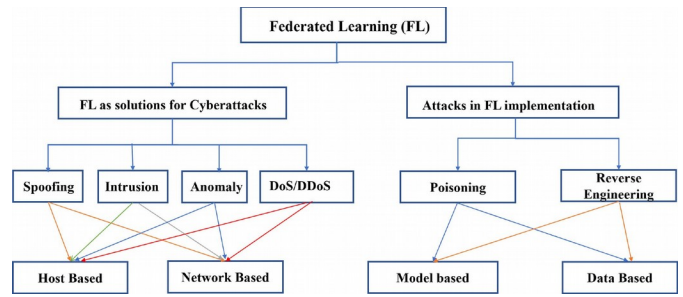 Federated Learning (FL)
FL as solutions for Cyberattacks
Attacks in FL implementation
Spoofing
Intrusion
Anomaly
DoS/DDoS
Poisoning
Reverse
Engineering
Host Based
Network Based
Model based
Data Based